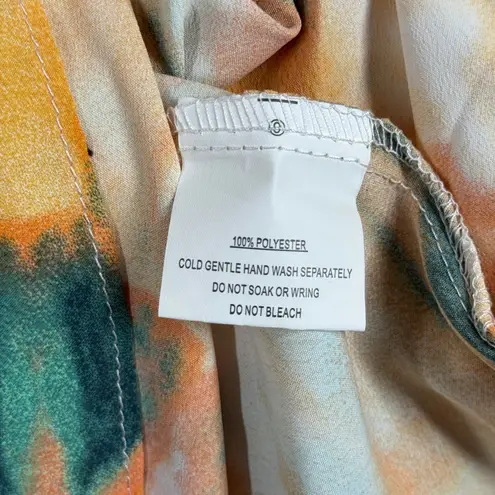 100% POLYESTER
COLD GENTLE HAND WASH SEPARATELY
DO NOT SOAK OR WRING
DO NOT BLEACH